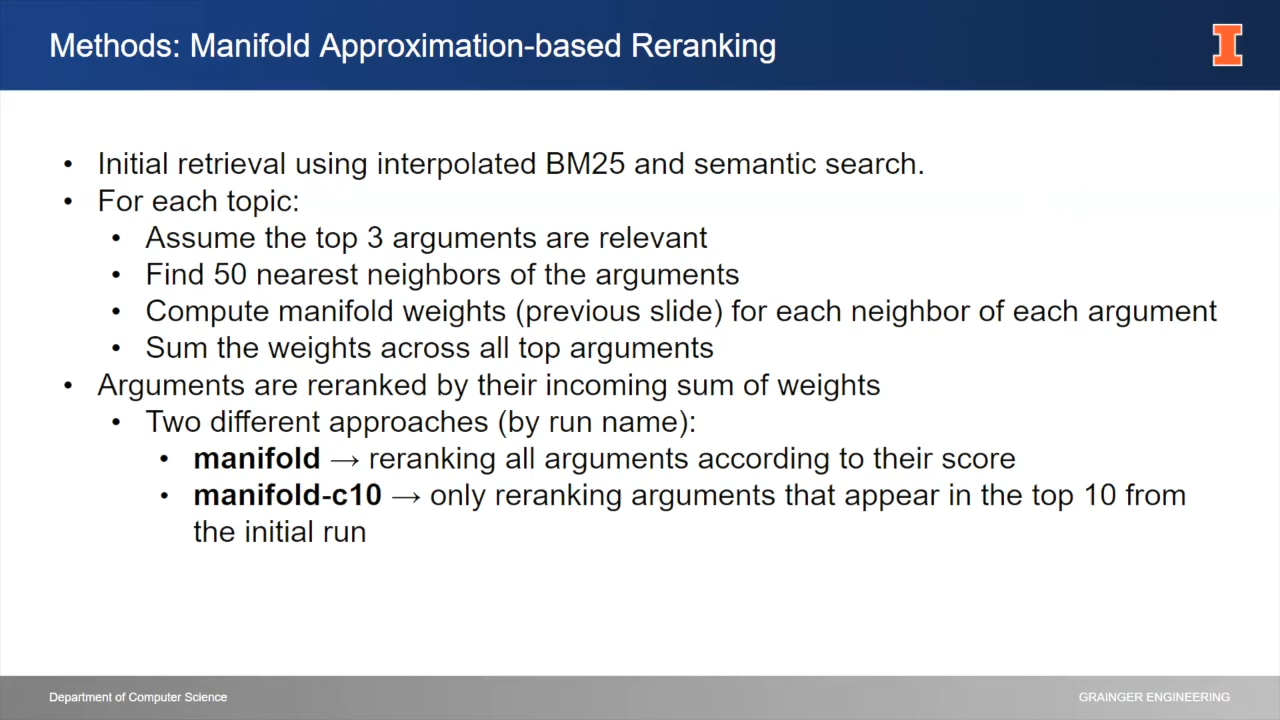 Methods: Manifold Approximation-based Reranking
• Initial retrieval using interpolated BM25 and semantic search.
• For each topic:
• Assume the top 3 arguments are relevant
• Find 50 nearest neighbors of the arguments
• Compute manifold weights (previous slide) for each neighbor of each argument
• Sum the weights across all top arguments
• Arguments are reranked by their incoming sum of weights
• Two different approaches (by run name):
• manifold → reranking all arguments according to their score
• manifold-c10 → only reranking arguments that appear in the top 10 from
the initial run
Department of Computer Science
GRAINGER ENGINEERING